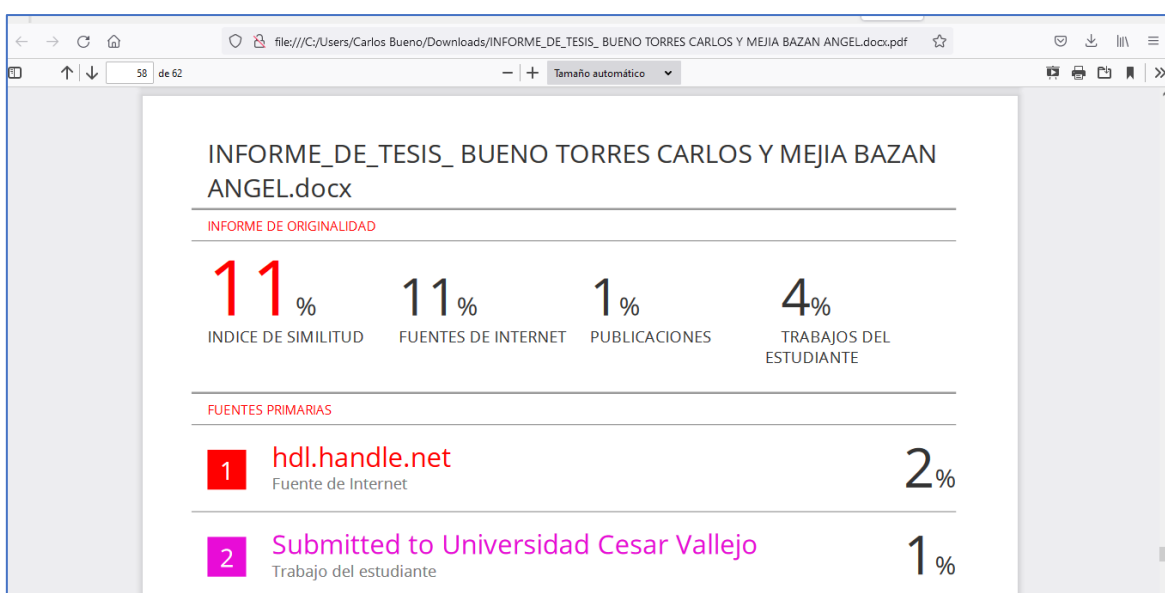 file:///C:/Users/Carlos Bueno/Downloads/INFORME_DE_TESIS_ BUENO TORRES CARLOS Y MEJIA BAZAN ANGEL.docx.pdf
58 de 62
Tamaño automático
INFORME_DE_TESIS_ BUENO TORRES CARLOS Y MEJIA BAZAN
ANGEL.docx
INFORME DE ORIGINALIDAD
11% 11% 1% 4%
INDICE DE SIMILITUD FUENTES DE INTERNET PUBLICACIONES TRABAJOS DEL
ESTUDIANTE
FUENTES PRIMARIAS
1 hdl.handle.net 2%
Fuente de Internet
2 Submitted to Universidad Cesar Vallejo 1%
Trabajo del estudiante